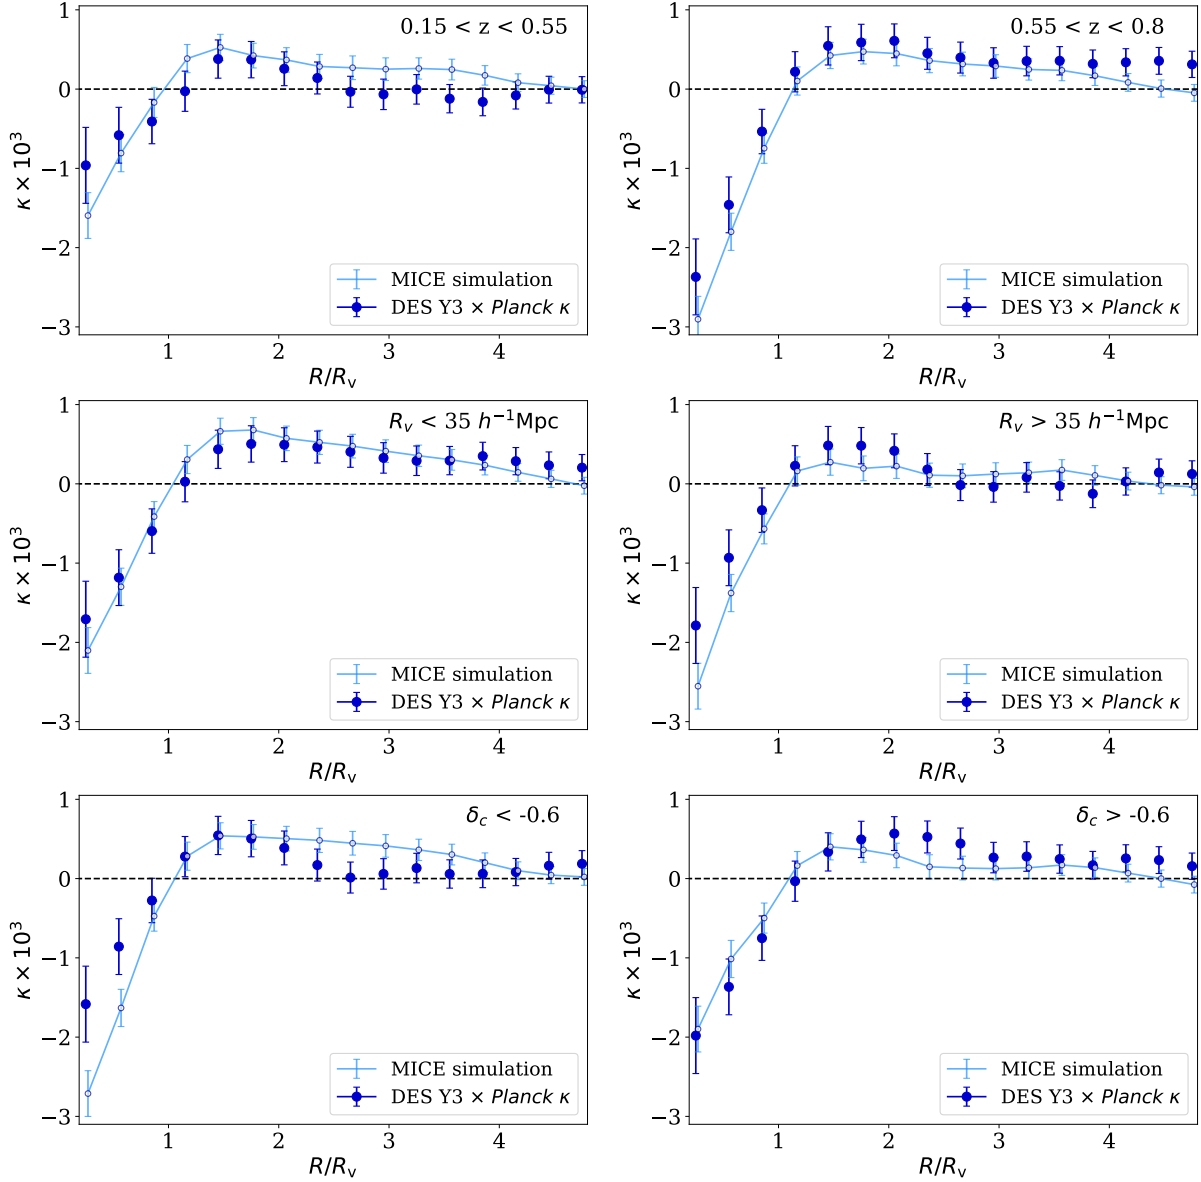 0.15 < z < 0.55
κ × 10³
1
0
−1
−2
−3
MICE simulation
DES Y3 × Planck κ
1 2 3 4
R/Rᵥ
0.55 < z < 0.8
κ × 10³
1
0
−1
−2
−3
MICE simulation
DES Y3 × Planck κ
1 2 3 4
R/Rᵥ
Rᵥ < 35 h⁻¹Mpc
κ × 10³
1
0
−1
−2
−3
MICE simulation
DES Y3 × Planck κ
1 2 3 4
R/Rᵥ
Rᵥ > 35 h⁻¹Mpc
κ × 10³
1
0
−1
−2
−3
MICE simulation
DES Y3 × Planck κ
1 2 3 4
R/Rᵥ
δ_c < -0.6
κ × 10³
1
0
−1
−2
−3
MICE simulation
DES Y3 × Planck κ
1 2 3 4
R/Rᵥ
δ_c > -0.6
κ × 10³
1
0
−1
−2
−3
MICE simulation
DES Y3 × Planck κ
1 2 3 4
R/Rᵥ